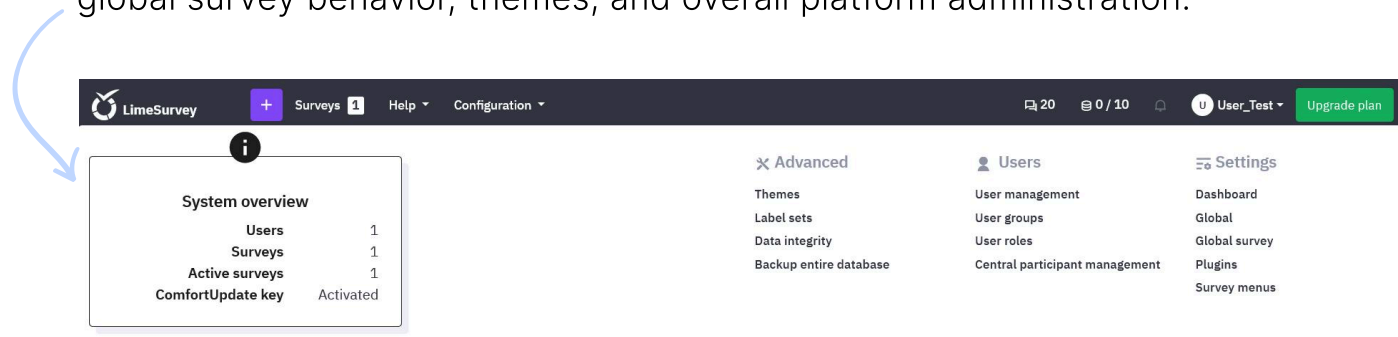 global survey behavior, themes, and overall platform administration.
LimeSurvey + Surveys 1 Help Configuration 20 0 / 10 U User_Test Upgrade plan
i
System overview
Users 1
Surveys 1
Active surveys 1
ComfortUpdate key Activated
Advanced
Themes
Label sets
Data integrity
Backup entire database
Users
User management
User groups
User roles
Central participant management
Settings
Dashboard
Global
Global survey
Plugins
Survey menus